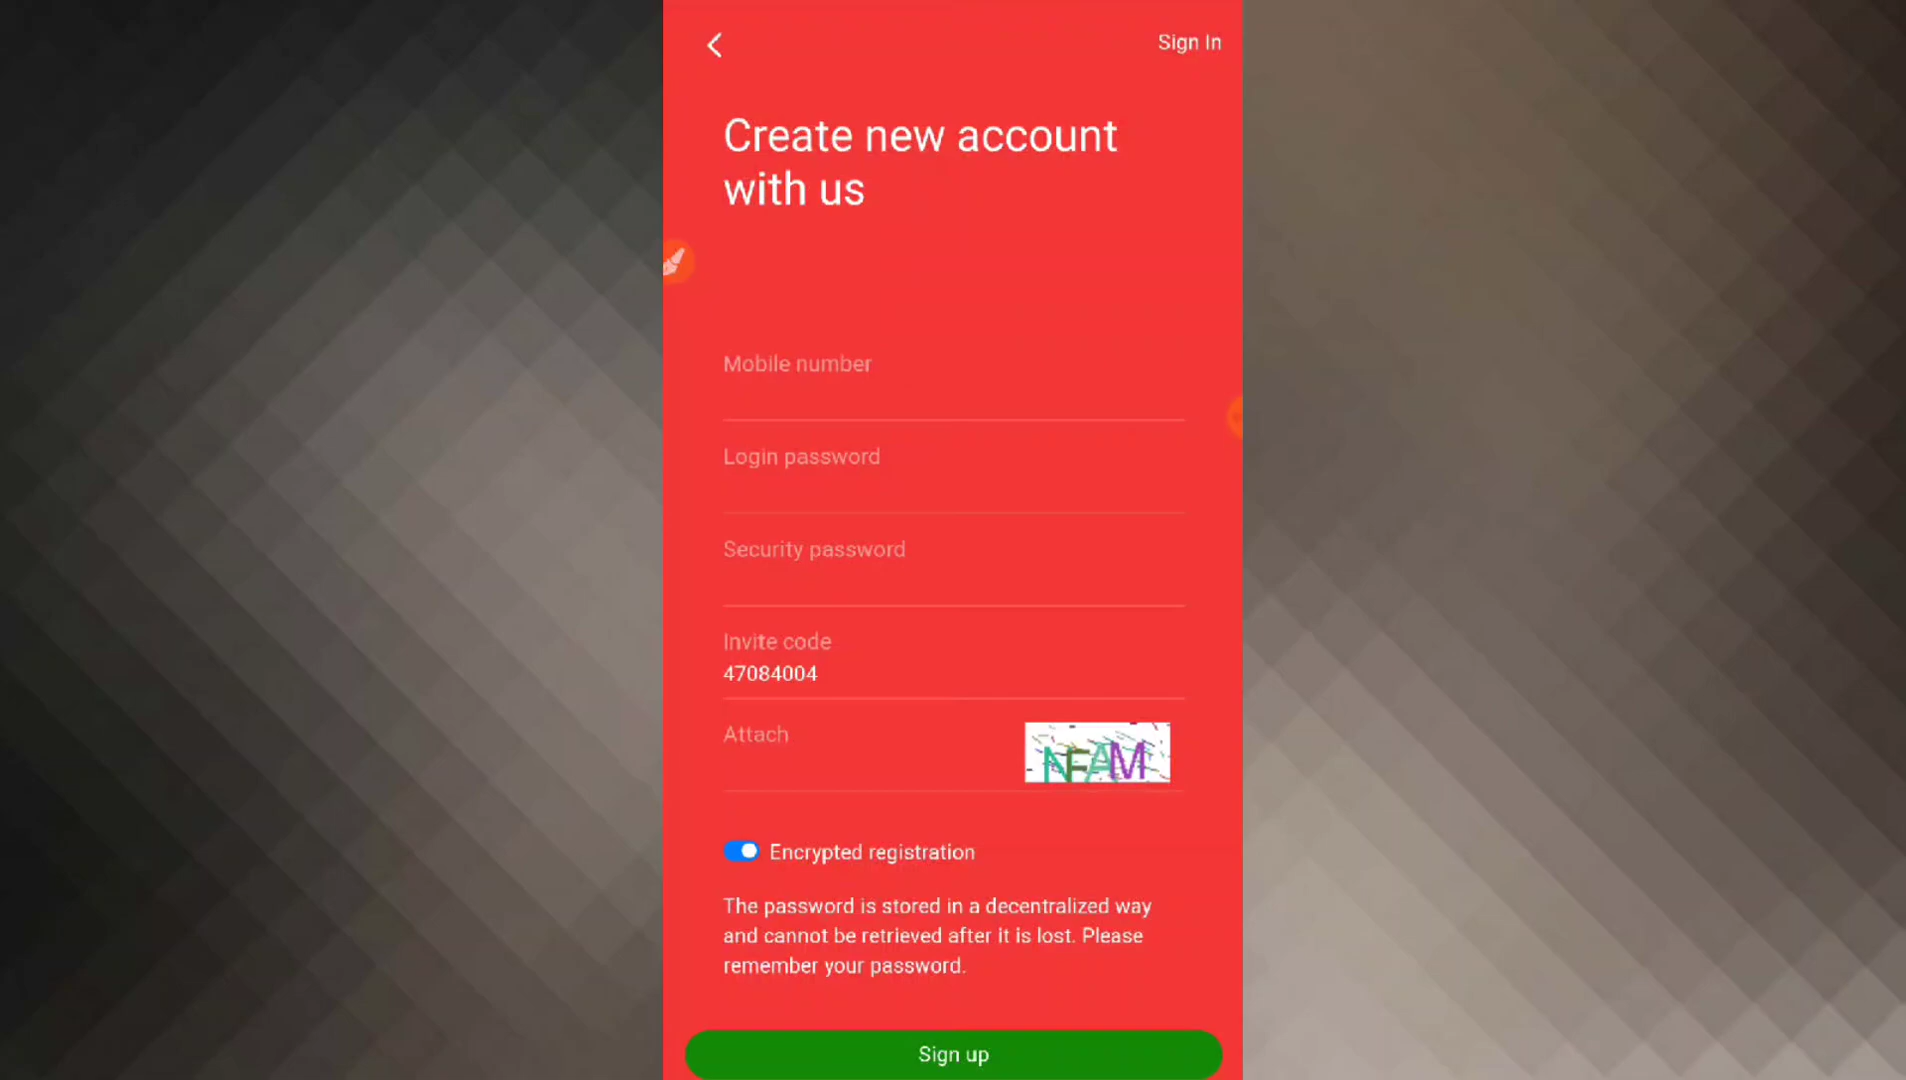 Sign In
Create new account
with us
Mobile number
Login password
Security password
Invite code
47084004
Attach
NFAM
Encrypted registration
The password is stored in a decentralized way
and cannot be retrieved after it is lost. Please
remember your password.
Sign up